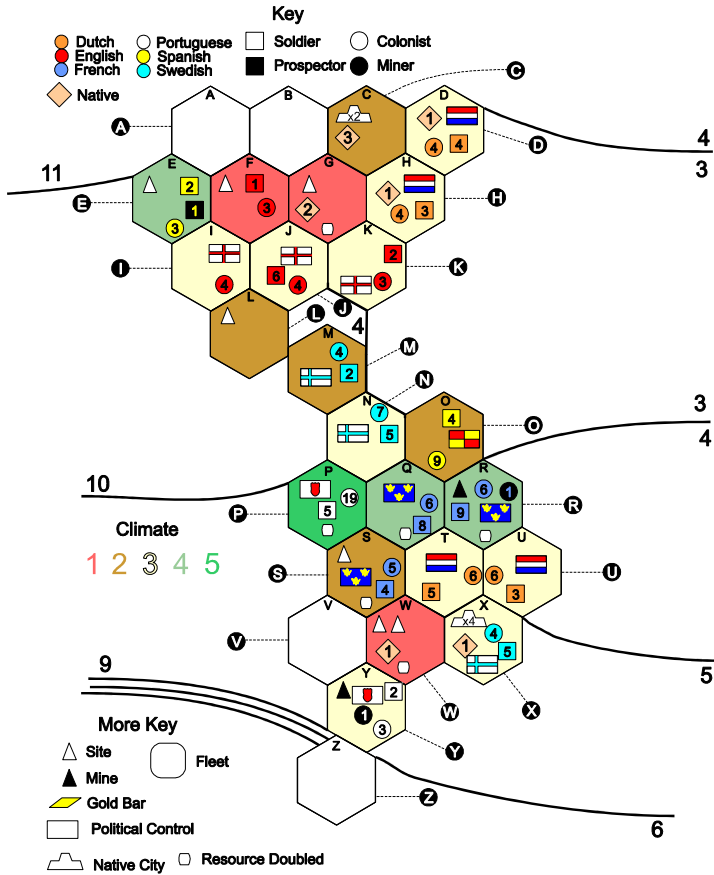 Key
Dutch Portuguese Soldier Colonist
English Spanish
French Swedish Prospector Miner
Native
C
A B C D
x2
1
A
3
4 4
D
4
3
11
E F G H
2 1 1
E
1 3 2 4 3
H
3
I J K
2
I
4 6 4 3
K
L
L J
4
M
4
M
2
N
N O
7 4
3
5
O
4
9
P Q R
10
19 6 6 1
P
5 8 9
R
Climate
1 2 3 4 5
S T U
5 6 6
S
4 5 3
U
V W X
x4
4
V
1 1 5
5
W X
Y
9
2
1
3
Y
More Key
Z
Site
Fleet
Mine
Gold Bar
Z
Political Control
6
Native City Resource Doubled